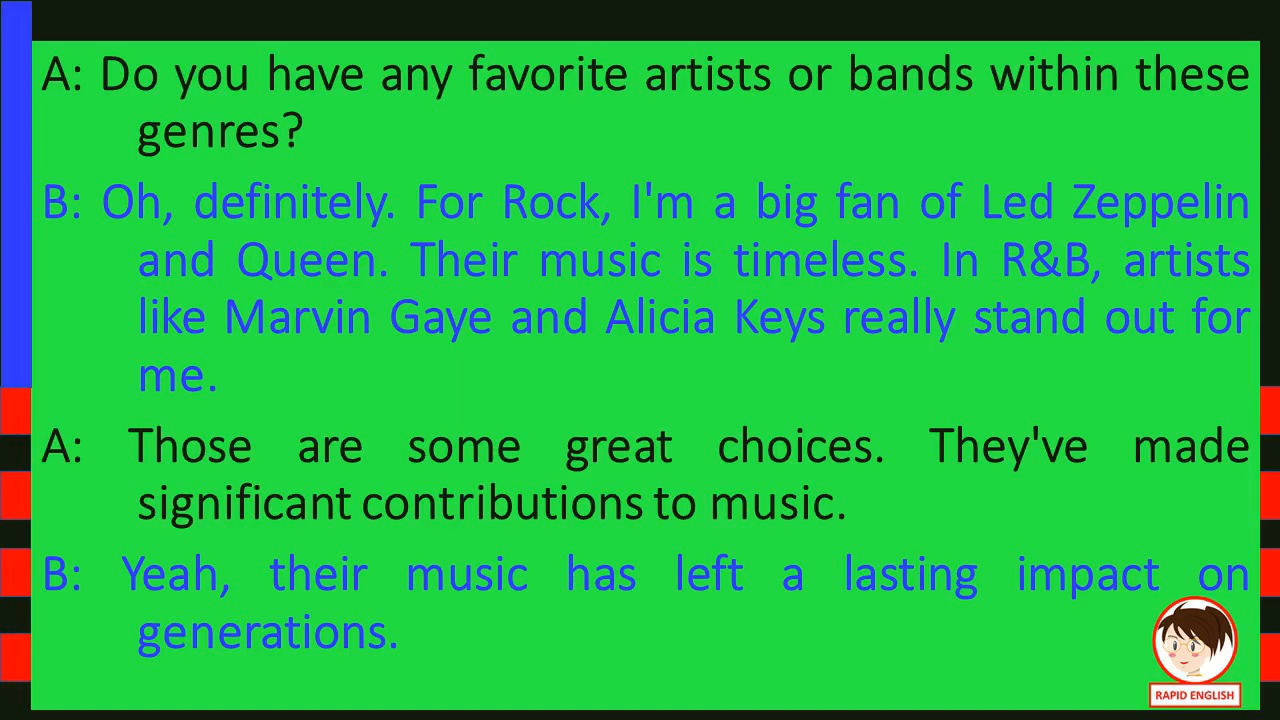 A: Do you have any favorite artists or bands within these
genres?
B: Oh, definitely. For Rock, I'm a big fan of Led Zeppelin
and Queen. Their music is timeless. In R&B, artists
like Marvin Gaye and Alicia Keys really stand out for
me.
A: Those are some great choices. They've made
significant contributions to music.
B: Yeah, their music has left a lasting impact on
generations.
RAPID ENGLISH